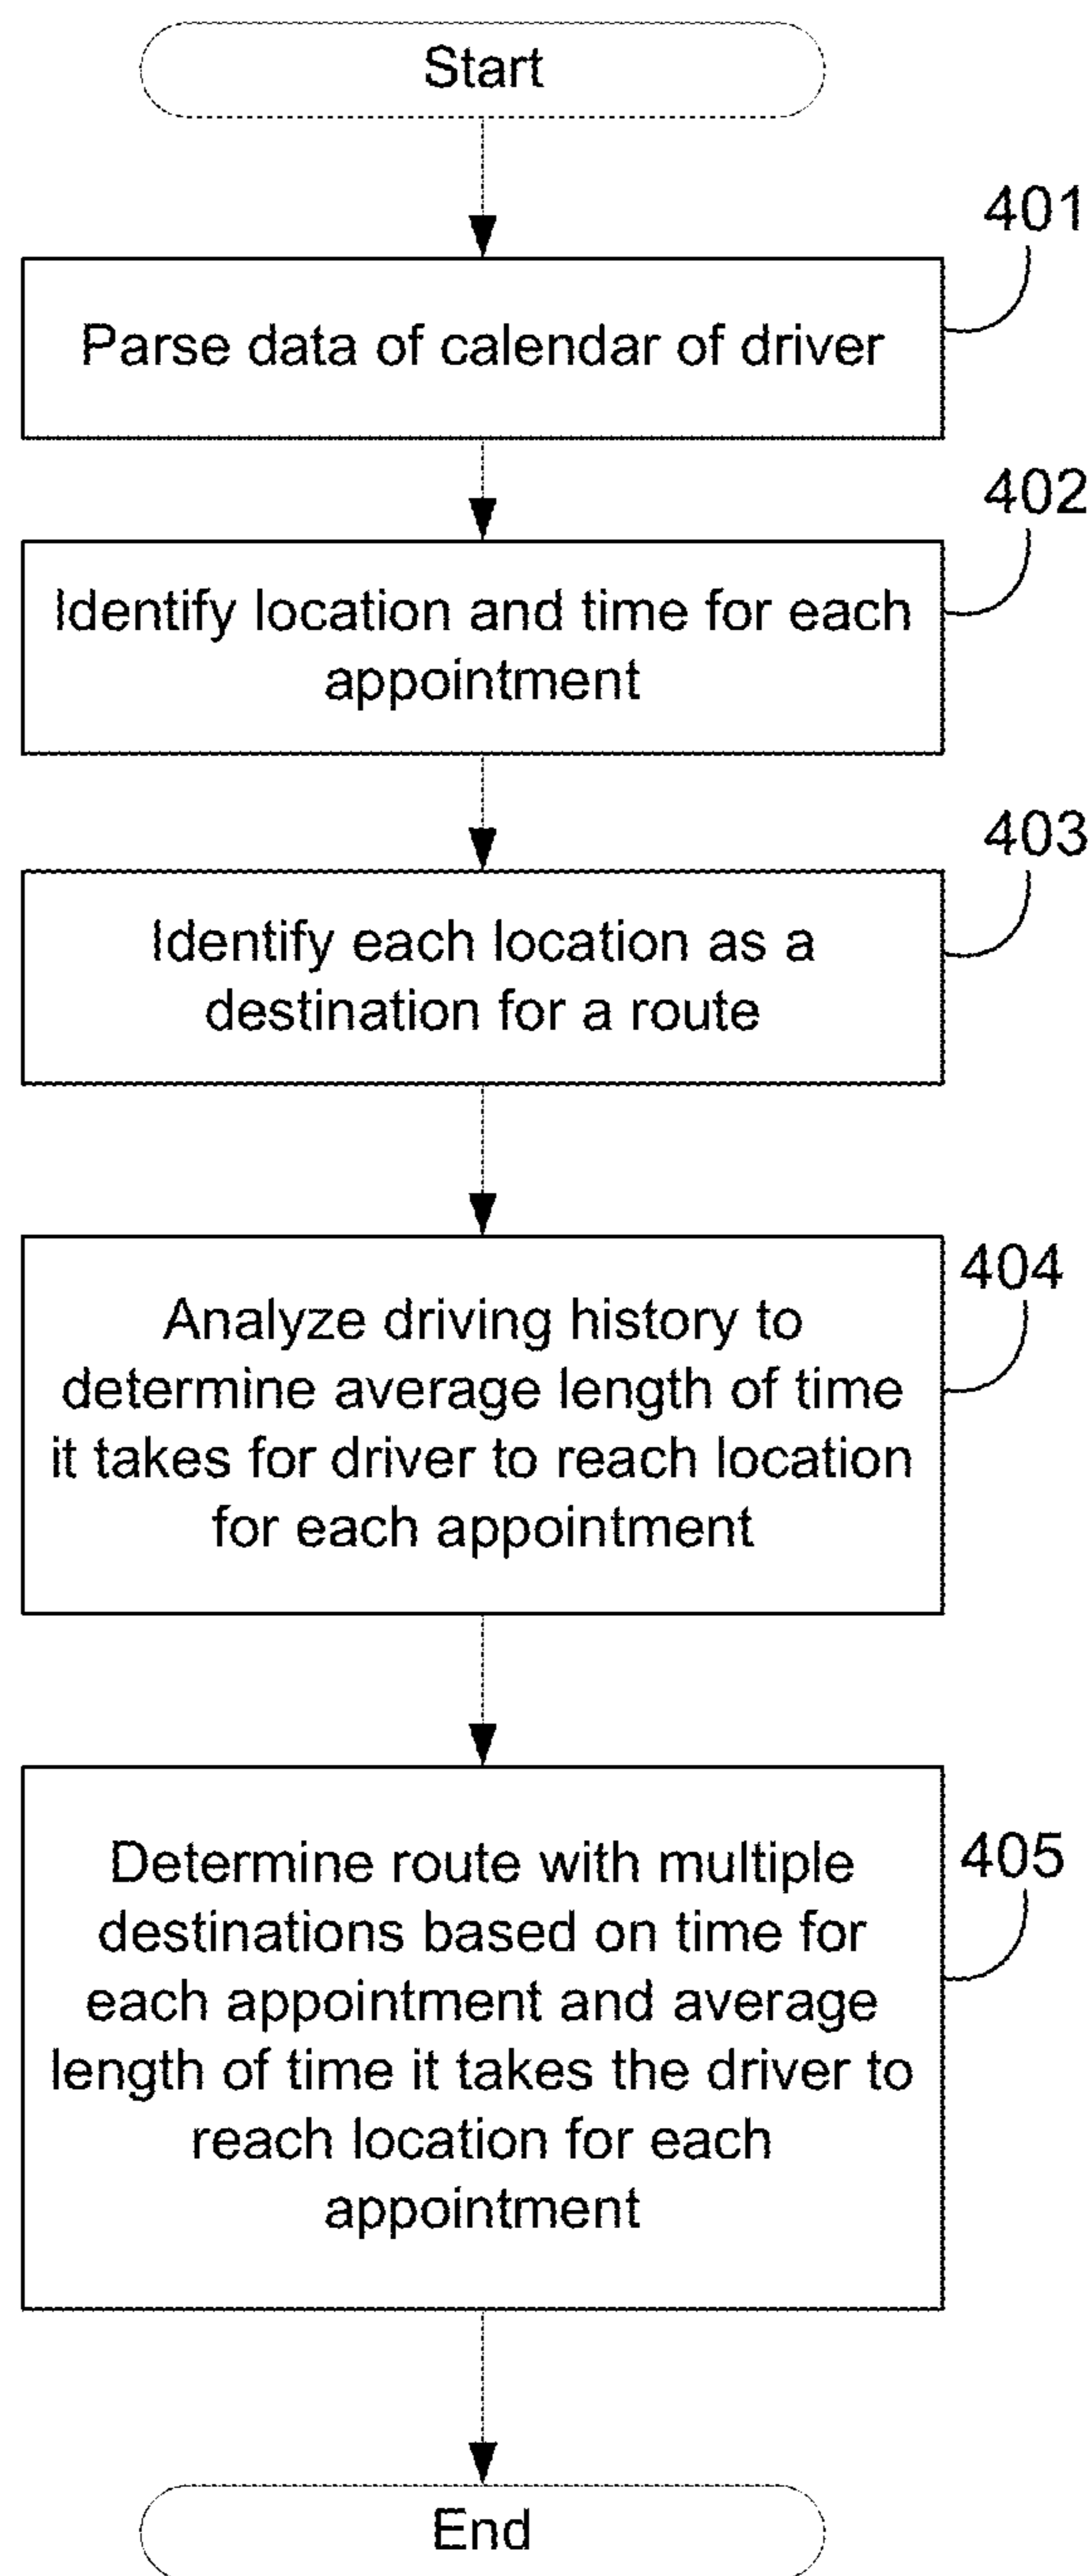 Start
401
Parse data of calendar of driver
402
Identify location and time for each
appointment
403
Identify each location as a
destination for a route
404
Analyze driving history to
determine average length of time
it takes for driver to reach location
for each appointment
405
Determine route with multiple
destinations based on time for
each appointment and average
length of time it takes the driver to
reach location for each
appointment
End